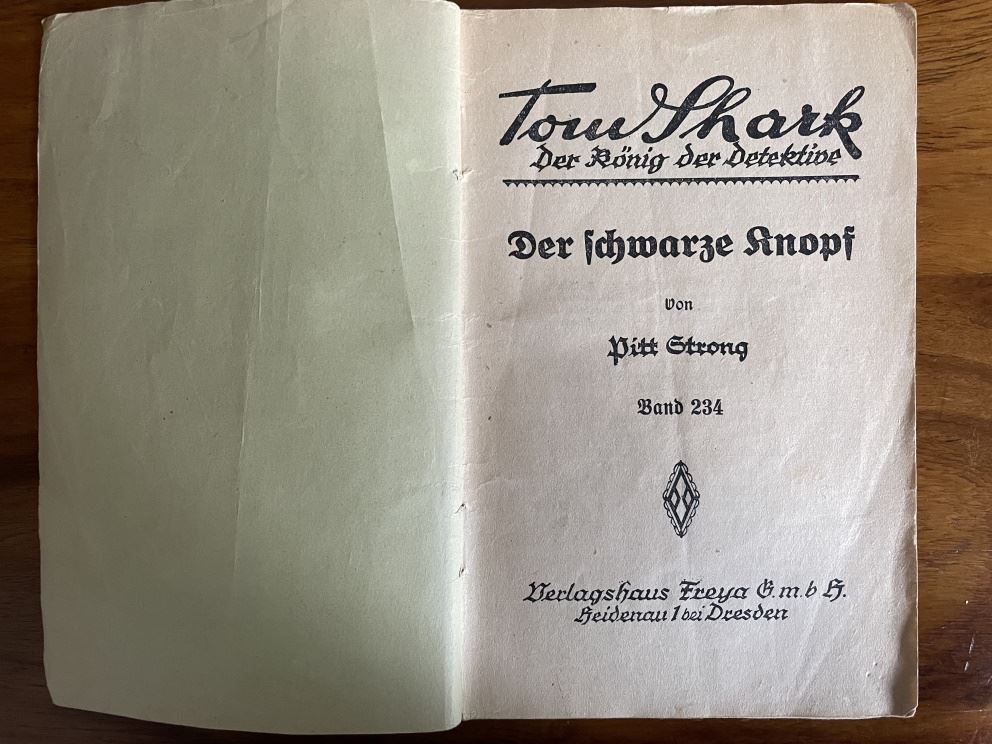 Tom Shark
Der König der Detektive
Der schwarze Knopf
Von
Pitt Strong
Band 234
Verlagshaus Freya G.m.b H.
Heidenau 1 bei Dresden